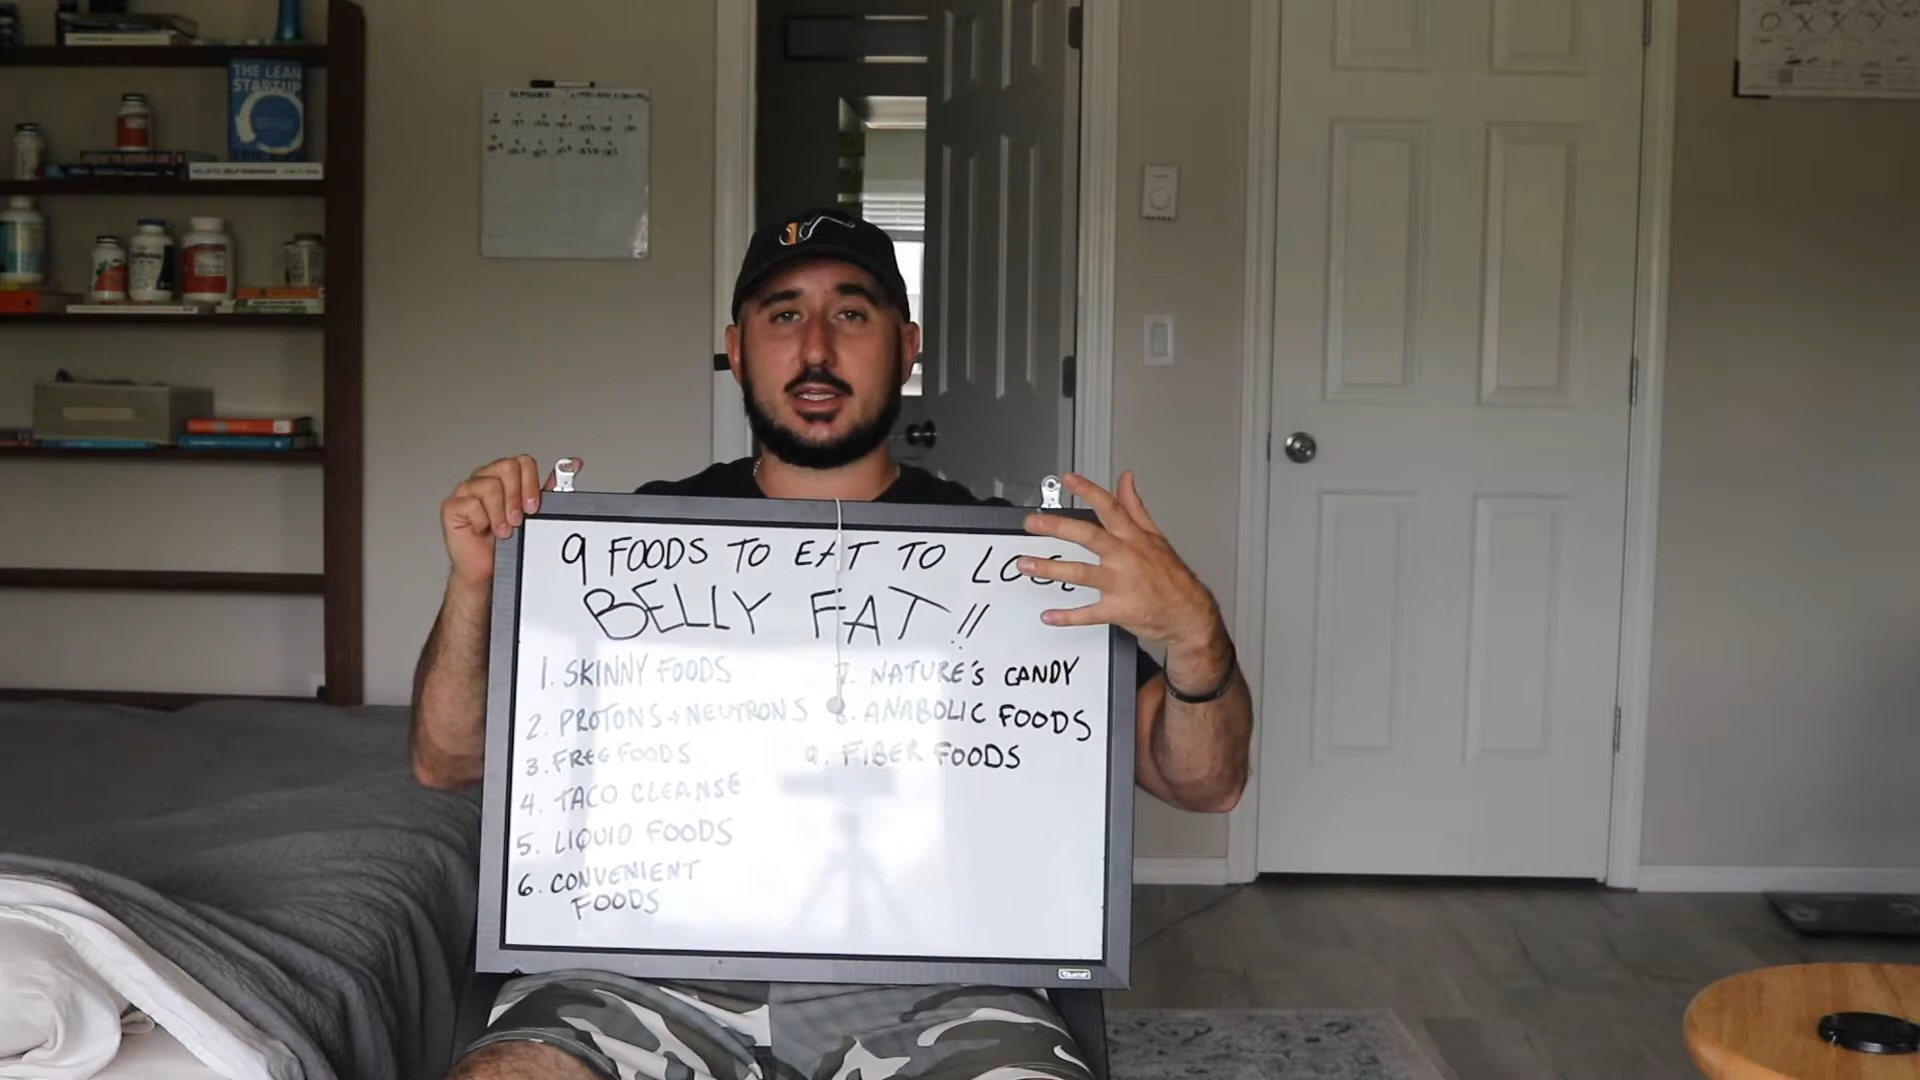 THE LEAN
STARTUP
9 FOODS TO EAT TO LOSE
BELLY FAT!!
1. SKINNY FOODS
2. PROTONS + NEUTRONS
3. FREE FOODS
4. TACO CLEANSE
5. LIQUID FOODS
6. CONVENIENT
FOODS
7. NATURE'S CANDY
8. ANABOLIC FOODS
9. FIBER FOODS